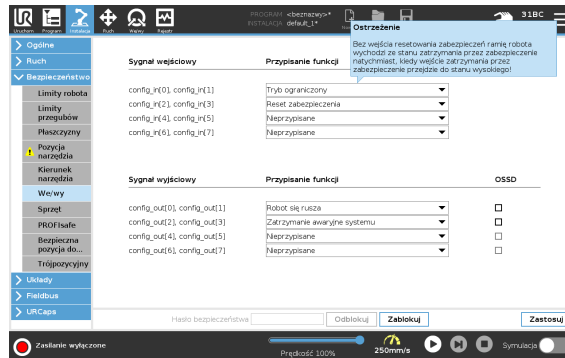 Uruchom Program Instalacja Ruch We/wy Rejestr
PROGRAM <beznazwy>*
INSTALACJA default_1*
31BC
Ostrzeżenie
Bez wejścia resetowania zabezpieczeń ramię robota
wychodzi ze stanu zatrzymania przez zabezpieczenie
natychmiast, kiedy wejście zatrzymania przez
zabezpieczenie przejdzie do stanu wysokiego!
Ogólne
Ruch
Bezpieczeństwo
Limity robota
Limity
przegubów
Płaszczyzny
Pozycja
narzędzia
Kierunek
narzędzia
We/wy
Sprzęt
PROFIsafe
Bezpieczna
pozycja do...
Trójpozycyjny
Układy
Fieldbus
URCaps
Sygnał wejściowy Przypisanie funkcji
config_in[0], config_in[1] Tryb ograniczony
config_in[2], config_in[3] Reset zabezpieczenia
config_in[4], config_in[5] Nieprzypisane
config_in[6], config_in[7] Nieprzypisane
Sygnał wyjściowy Przypisanie funkcji OSSD
config_out[0], config_out[1] Robot się rusza
config_out[2], config_out[3] Zatrzymanie awaryjne systemu
config_out[4], config_out[5] Nieprzypisane
config_out[6], config_out[7] Nieprzypisane
Hasło bezpieczeństwa Odblokuj Zablokuj Zastosuj
Zasilanie wyłączone
Prędkość 100%
250mm/s
Symulacja